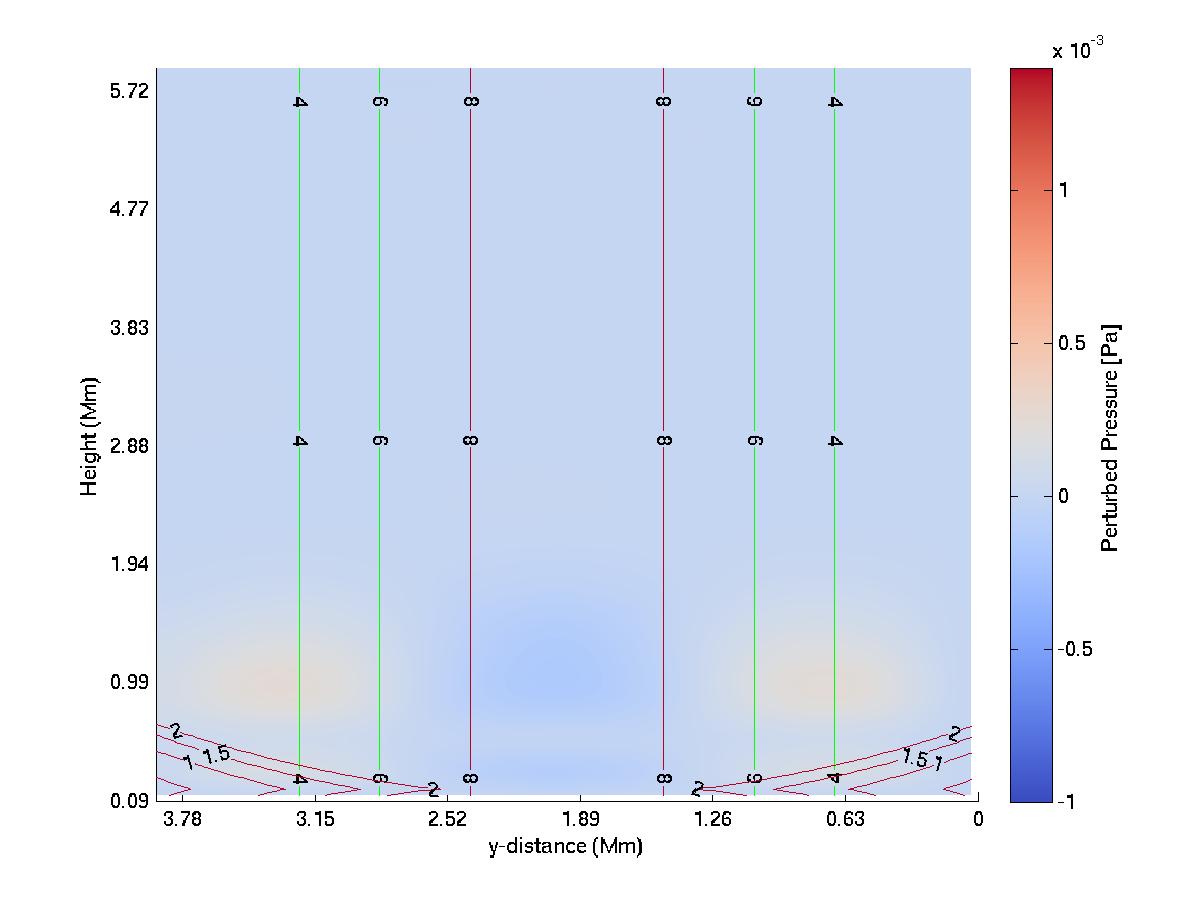 x 10^-3
5.72
4 6 8 8 6 4
4.77
1
3.83
0.5
2.88
4 6 8 8 6 4
0
Height (Mm)
Perturbed Pressure [Pa]
1.94
-0.5
0.99
2 2
1 1.5 1.5 1
4 6 8 8 6 4
2 2
0.09
-1
3.78 3.15 2.52 1.89 1.26 0.63 0
y-distance (Mm)